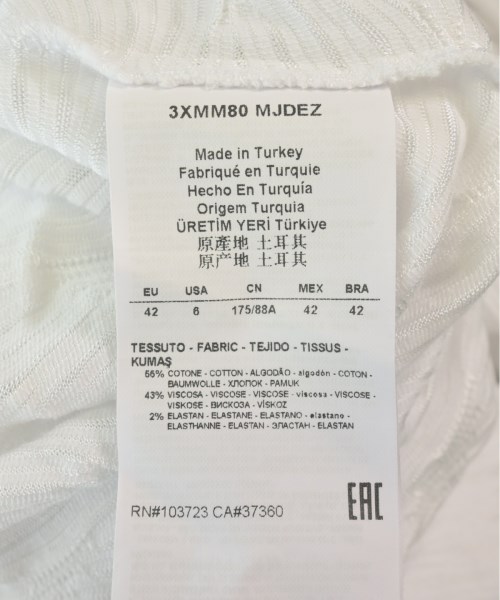 3XMM80 MJDEZ
Made in Turkey
Fabriqué en Turquie
Hecho En Turquía
Origem Turquia
ÜRETİM YERİ Türkiye
原產地 土耳其
原产地 土耳其
EU USA CN MEX BRA
42 6 175/88A 42 42
TESSUTO - FABRIC - TEJIDO - TISSUS -
KUMAŞ
55% COTONE - COTTON - ALGODÃO - algodón - COTON -
BAUMWOLLE - ХЛОПОК - PAMUK
43% VISCOSA - VISCOSE - VISCOSE - viscosa - VISCOSE -
VISKOSE - ВИСКОЗА - VİSKOZ
2% ELASTAN - ELASTANE - ELASTANO - elastano -
ELASTHANNE - ELASTAN - ЭЛАСТАН - ELASTAN
RN#103723 CA#37360
EAC